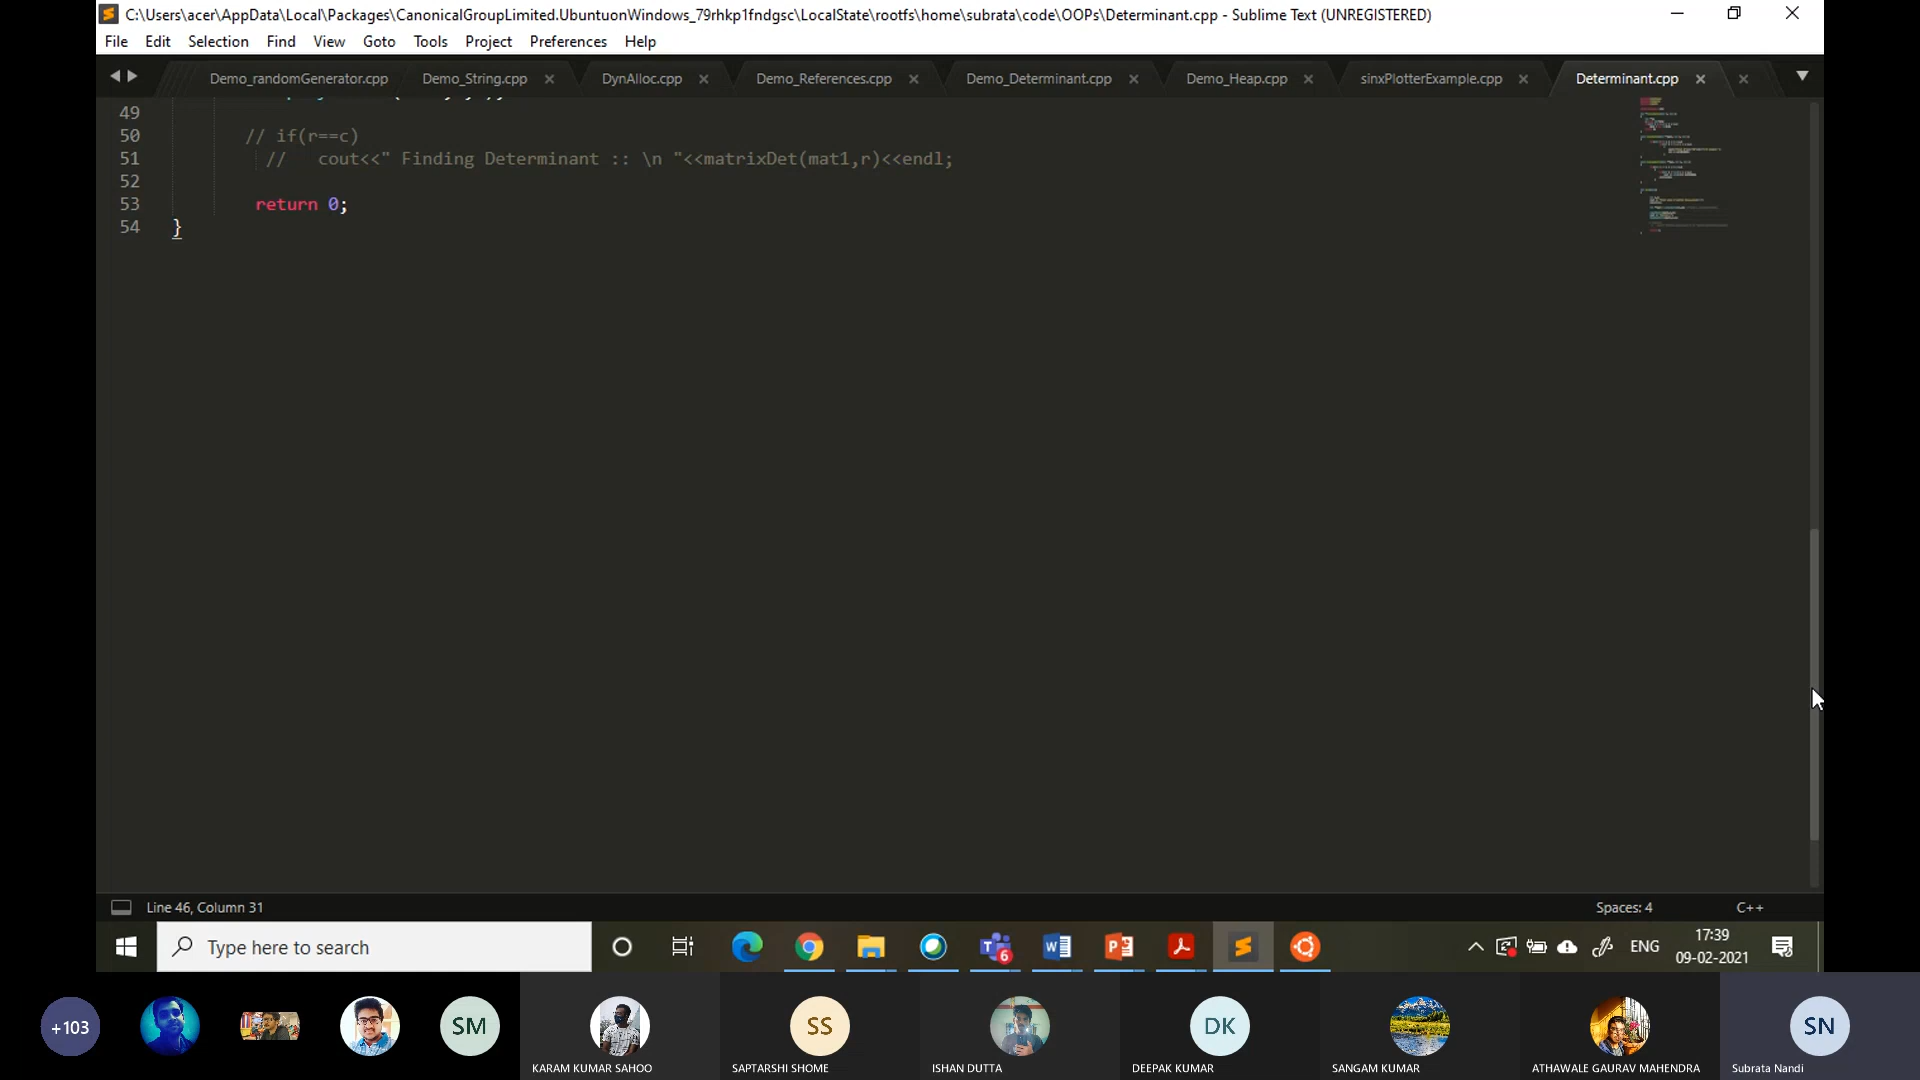 C:\Users\acer\AppData\Local\Packages\CanonicalGroupLimited.UbuntuonWindows_79rhkp1fndgsc\LocalState\rootfs\home\subrata\code\OOPs\Determinant.cpp - Sublime Text (UNREGISTERED)
File Edit Selection Find View Goto Tools Project Preferences Help
Demo_randomGenerator.cpp Demo_String.cpp DynAlloc.cpp Demo_References.cpp Demo_Determinant.cpp Demo_Heap.cpp sinxPlotterExample.cpp Determinant.cpp
49
50 // if(r==c)
51 // cout<<" Finding Determinant :: \n "<<matrixDet(mat1,r)<<endl;
52
53 return 0;
54 }
Line 46, Column 31 Spaces: 4 C++
Type here to search 6 ENG 17:39
09-02-2021
+103 SM SS DK SN
KARAM KUMAR SAHOO SAPTARSHI SHOME ISHAN DUTTA DEEPAK KUMAR SANGAM KUMAR ATHAWALE GAURAV MAHENDRA Subrata Nandi